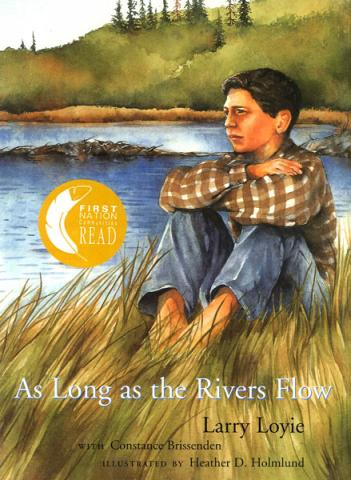 FIRST
NATION
Communities
READ
As Long as the Rivers Flow
Larry Loyie
WITH Constance Brissenden
ILLUSTRATED BY Heather D. Holmlund